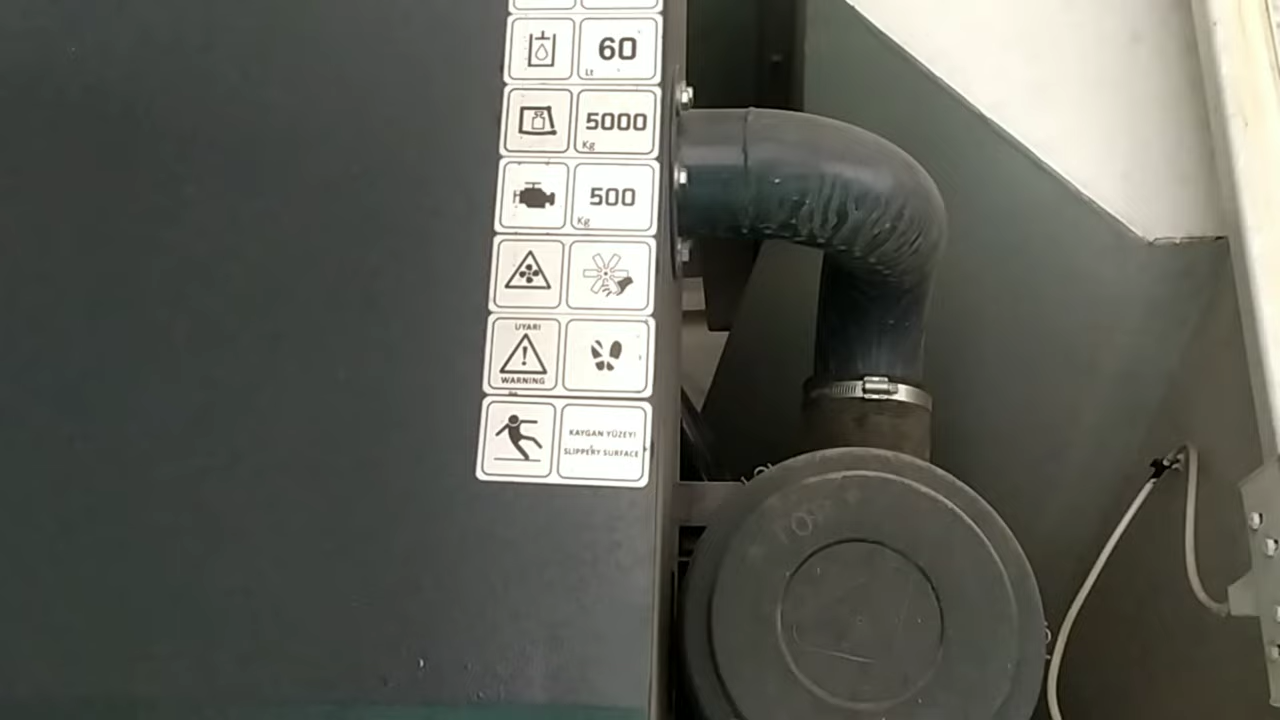 60
Lt
5000
Kg
500
Kg
UYARI
WARNING
KAYGAN YÜZEY!
SLIPPERY SURFACE